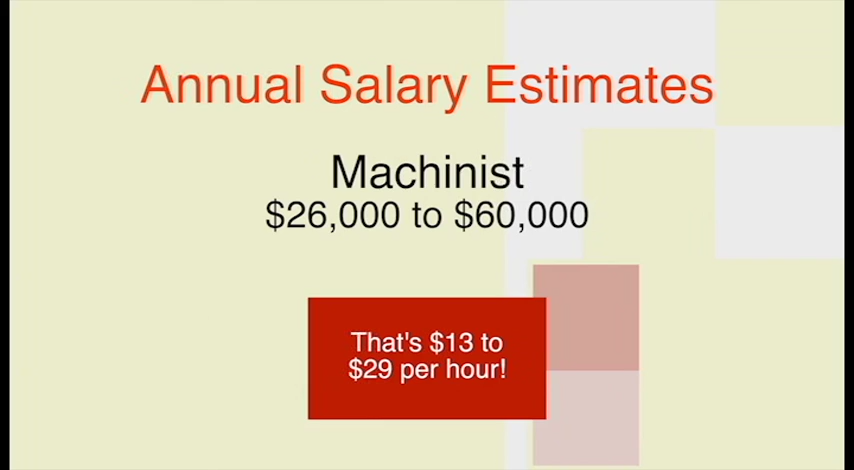 Annual Salary Estimates
Machinist
$26,000 to $60,000
That's $13 to
$29 per hour!